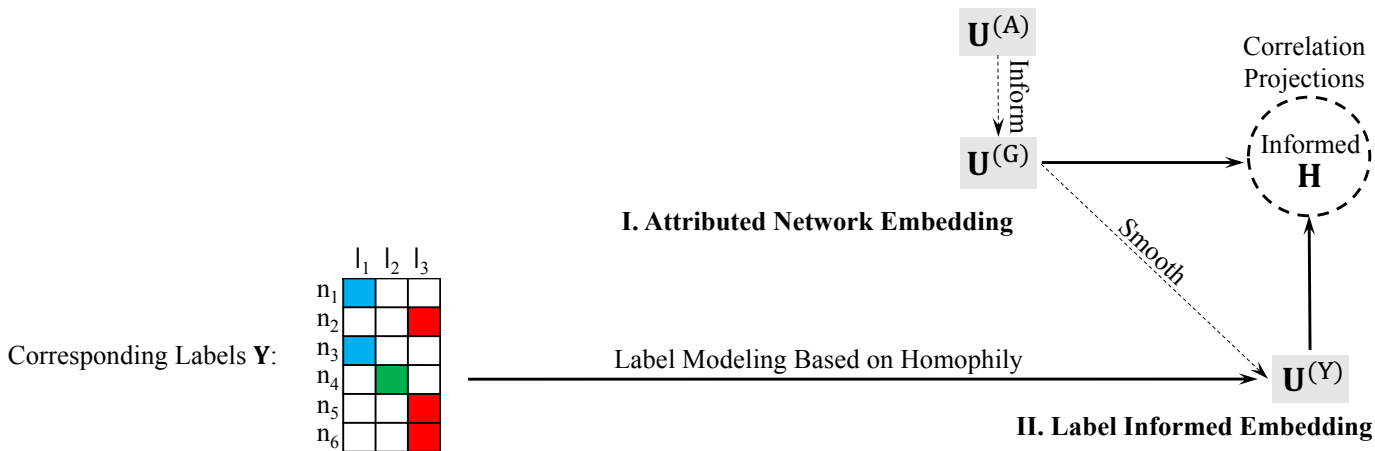 U(A)
Inform
Correlation
Projections
U(G)
Informed
H
I. Attributed Network Embedding
Smooth
l1 l2 l3
n1
n2
n3
n4
n5
n6
Corresponding Labels Y:
Label Modeling Based on Homophily
U(Y)
II. Label Informed Embedding